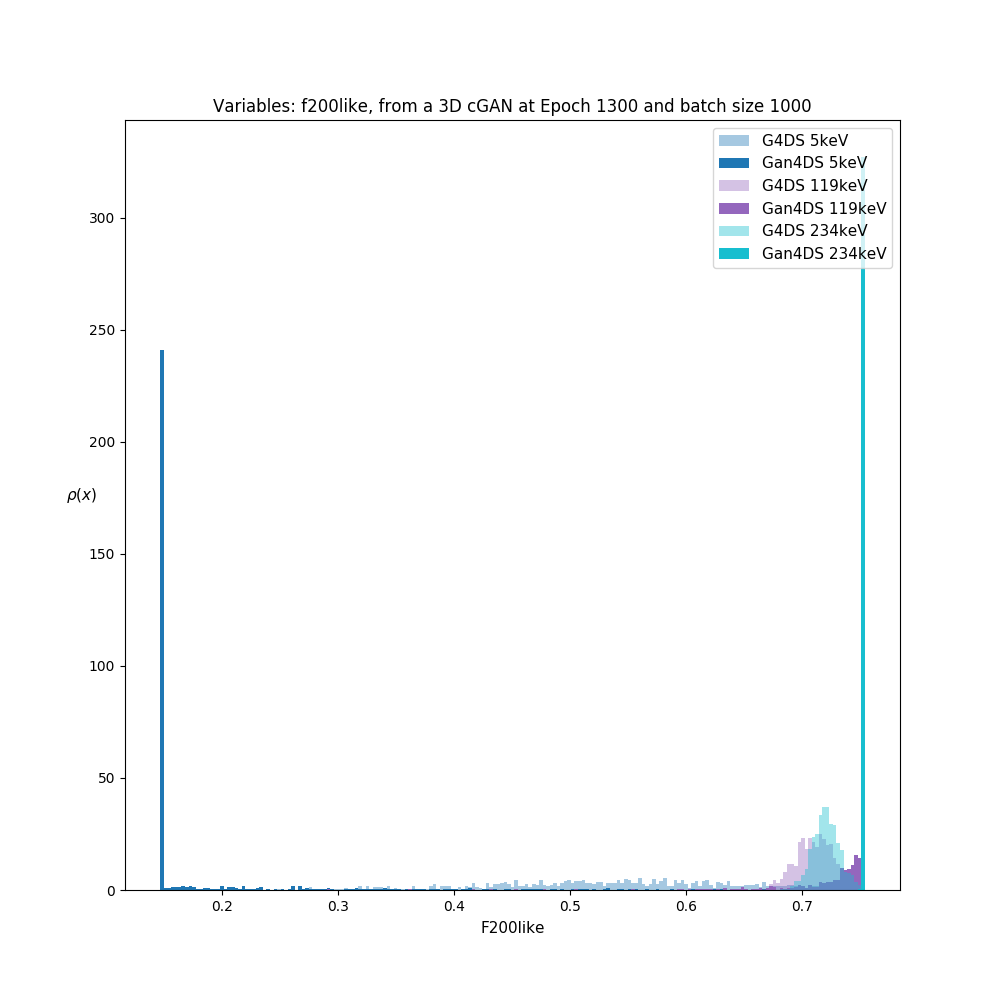 Variables: f200like, from a 3D cGAN at Epoch 1300 and batch size 1000
G4DS 5keV
Gan4DS 5keV
G4DS 119keV
Gan4DS 119keV
G4DS 234keV
Gan4DS 234keV
300
250
200
150
100
50
0
ρ(x)
0.2 0.3 0.4 0.5 0.6 0.7
F200like